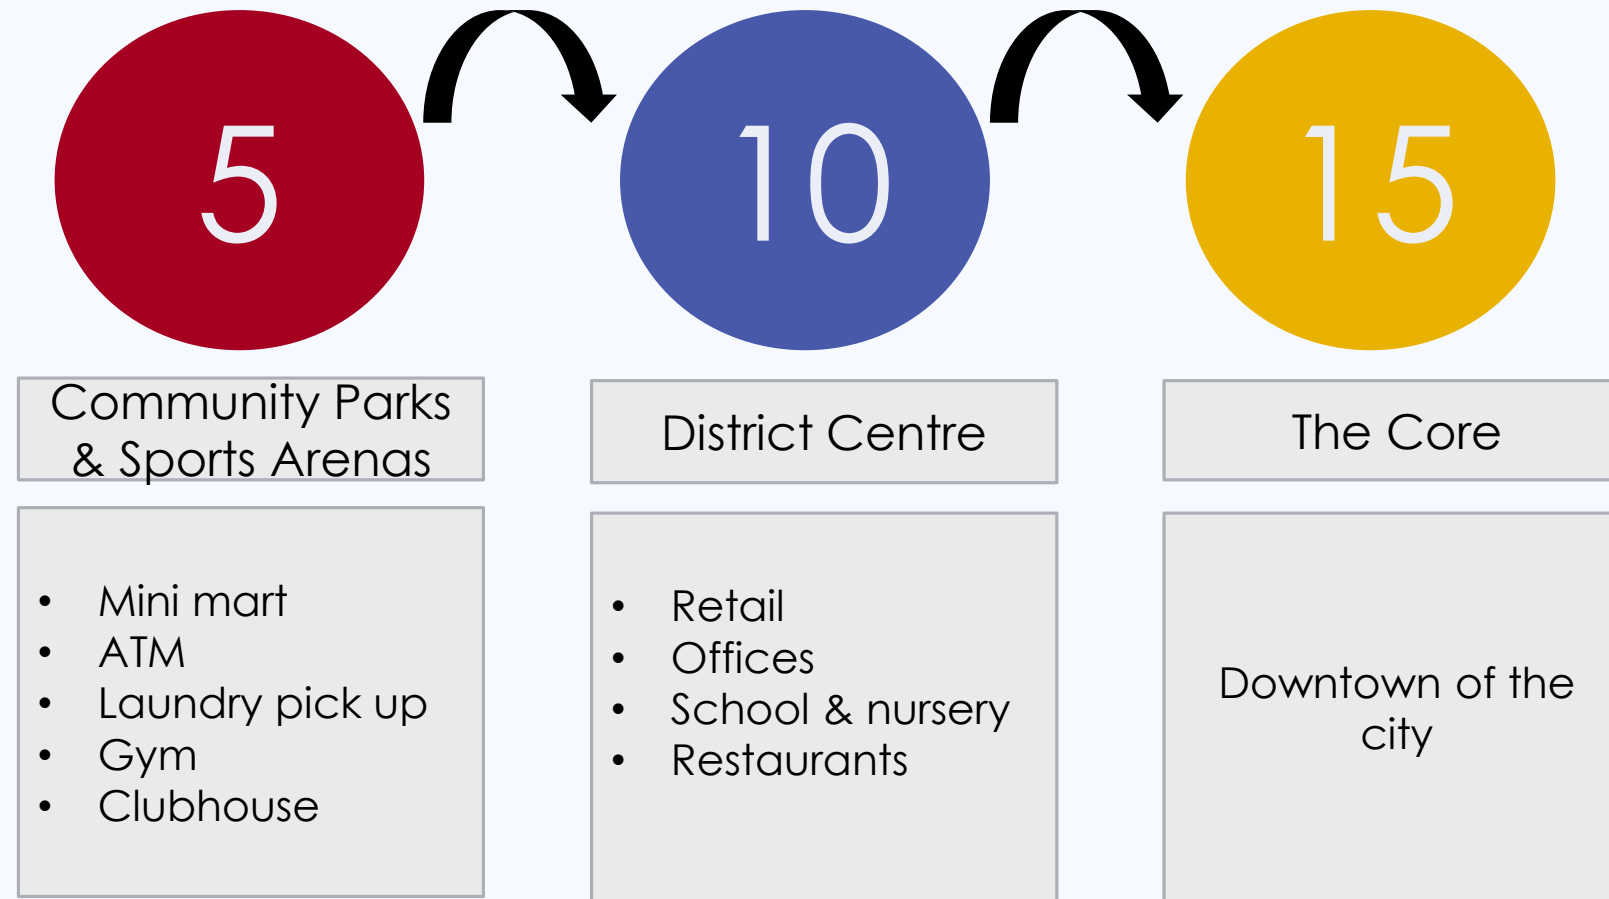 5
10
15
Community Parks
& Sports Arenas
District Centre
The Core
• Mini mart
• ATM
• Laundry pick up
• Gym
• Clubhouse
• Retail
• Offices
• School & nursery
• Restaurants
Downtown of the
city